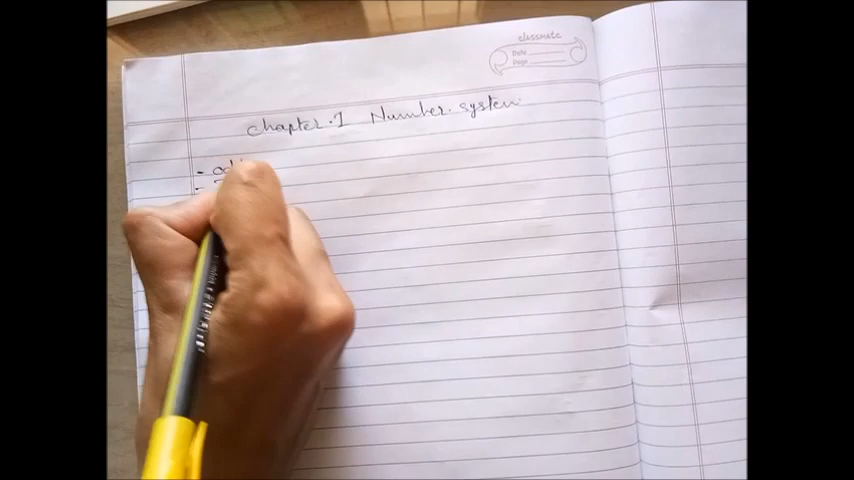 classmate
Date
Page
Chapter.1 Number.system
-
-